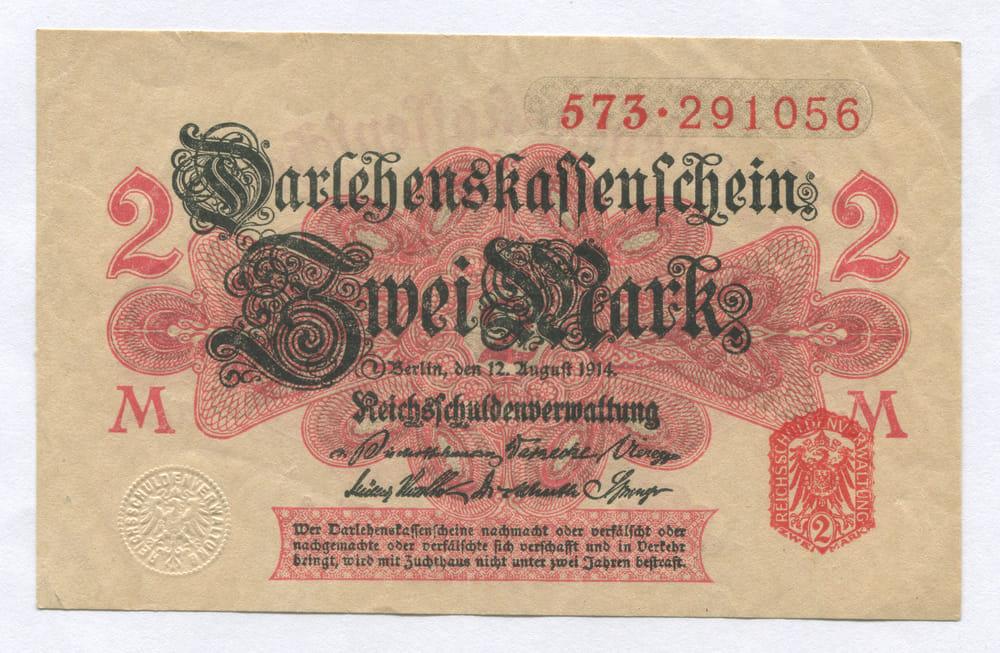 573·291056
Darlehenskassenschein
2 2
Zwei Mark
Berlin, den 12. August 1914.
M M
Reichsschuldenverwaltung
REICHSSCHULDENVERWALTUNG
2
ZWEI MARK
REICHSSCHULDENVERWALTUNG
Wer Darlehenskassenscheine nachmacht oder verfälscht oder
nachgemachte oder verfälschte sich verschafft und in Verkehr
bringt, wird mit Zuchthaus nicht unter zwei Jahren bestraft.